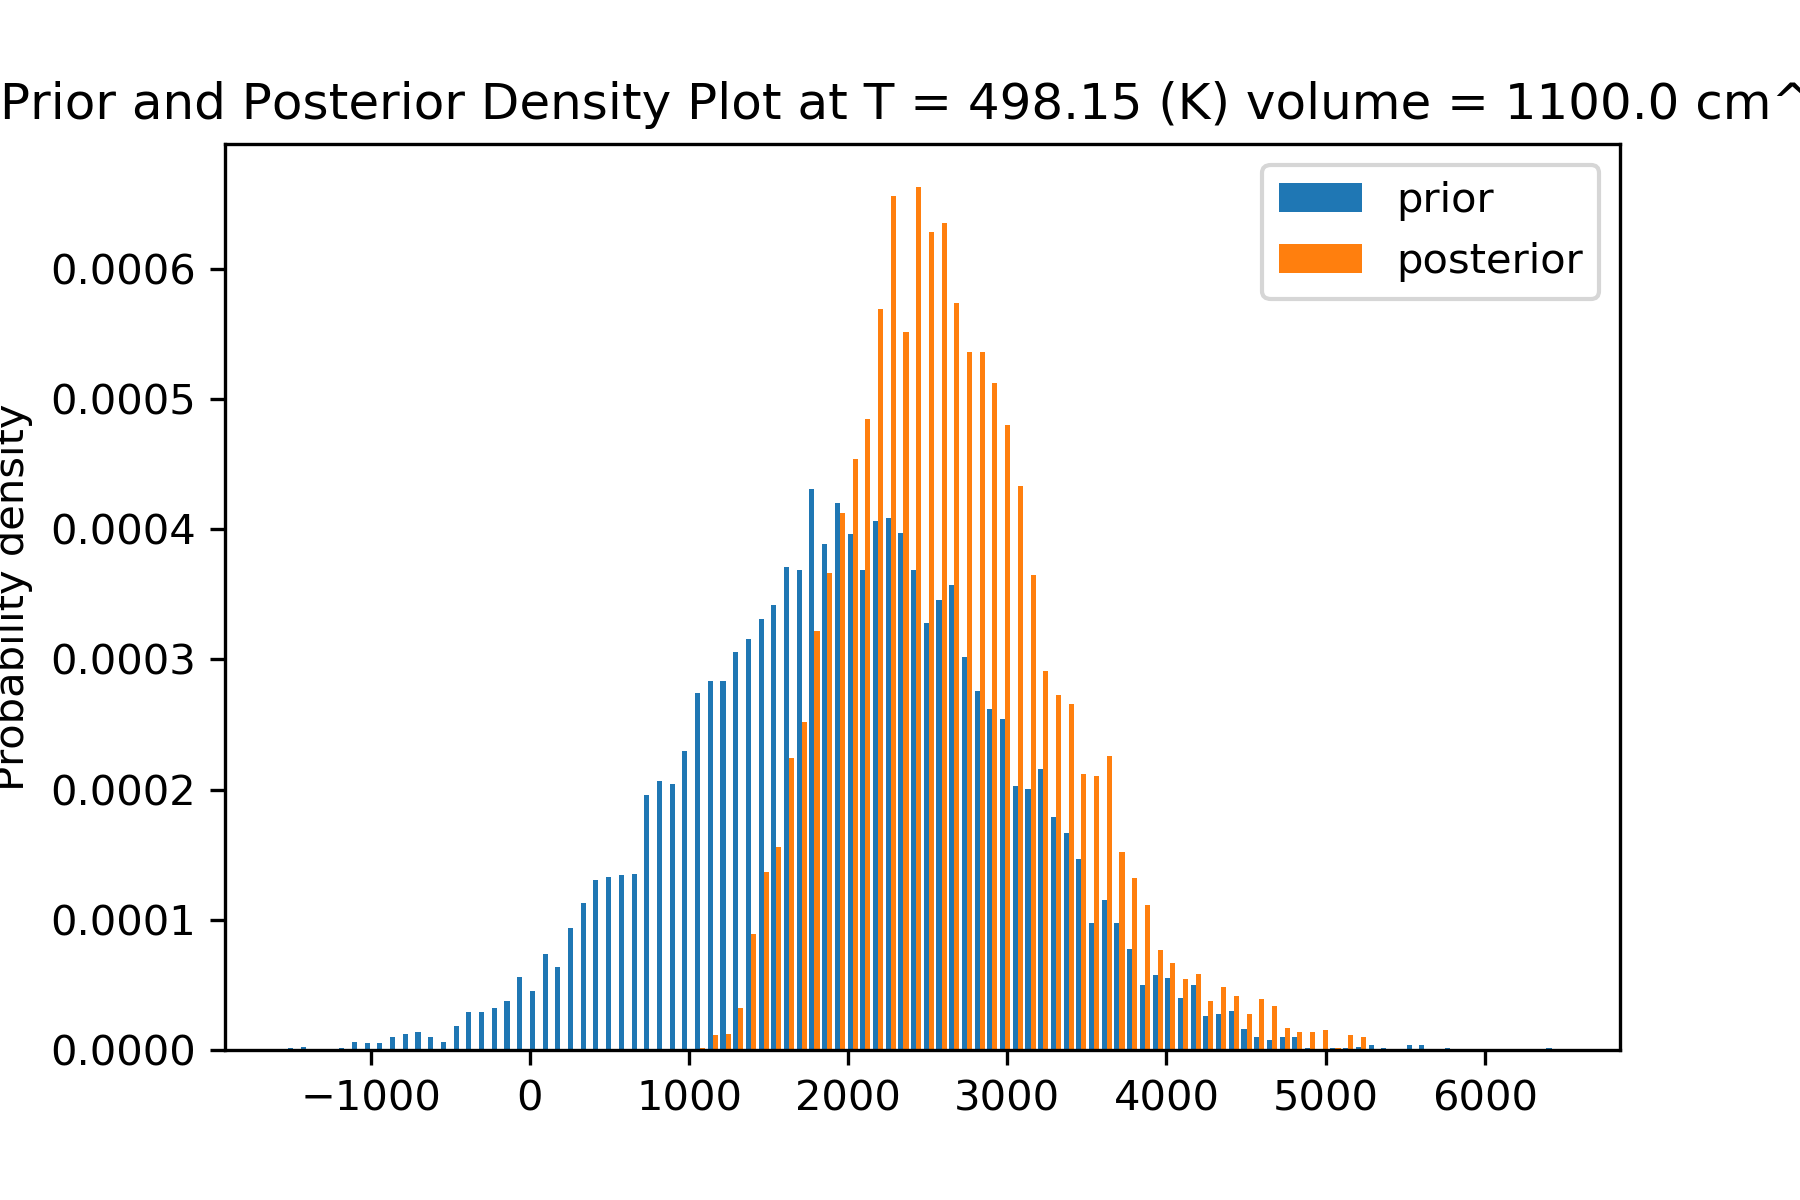 Prior and Posterior Density Plot at T = 498.15 (K) volume = 1100.0 cm^
prior
posterior
Probability density
0.0006
0.0005
0.0004
0.0003
0.0002
0.0001
0.0000
−1000 0 1000 2000 3000 4000 5000 6000